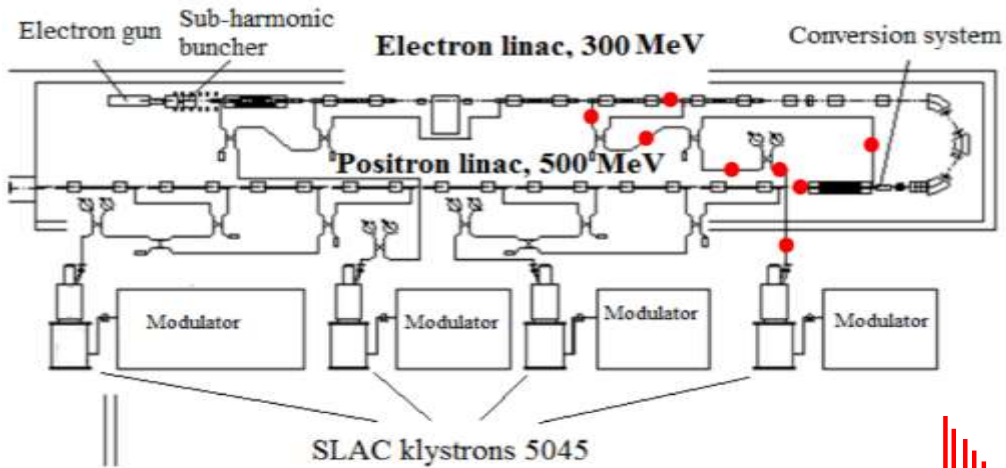 Electron gun
Sub-harmonic
buncher
Electron linac, 300 MeV
Conversion system
Positron linac, 500 MeV
Modulator
Modulator
Modulator
Modulator
SLAC klystrons 5045